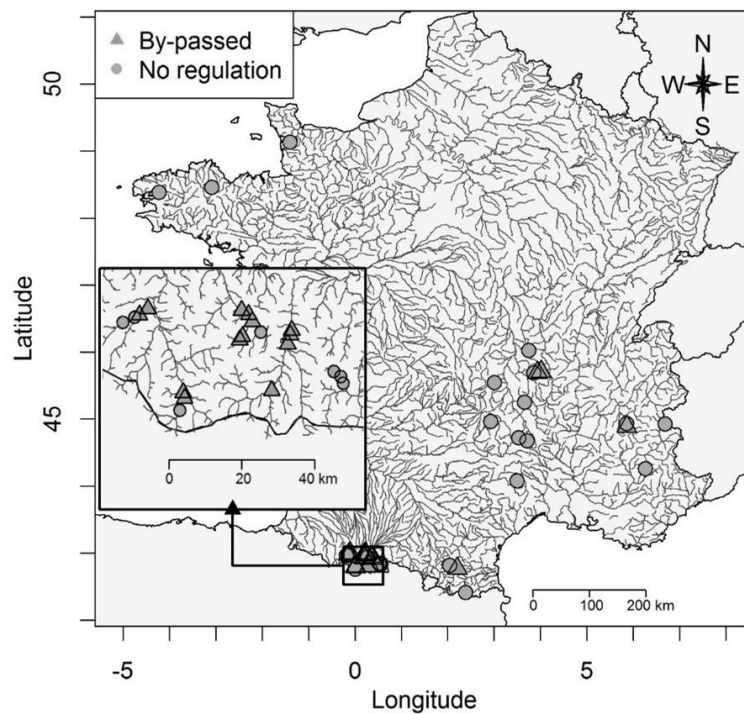 By-passed
No regulation
N
W E
S
50
Latitude
45
0 20 40 km
0 100 200 km
-5 0 5
Longitude